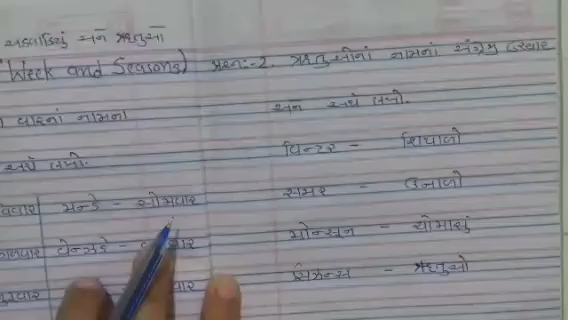 અઠવાડિયું અને ઋતુઓ
Week and Seasons) પ્રશ્ન:-2. ઋતુઓનાં નામનાં અંગ્રેજી ઉચ્ચાર
વારનાં નામના
અને અર્થ લખો.
અર્થ લખો.
વિન્ટર - શિયાળો
સમર - ઉનાળો
મોન્સૂન - ચોમાસું
સિઝન્સ - ઋતુઓ
મન્ડે - સોમવાર
વેન્સડે -